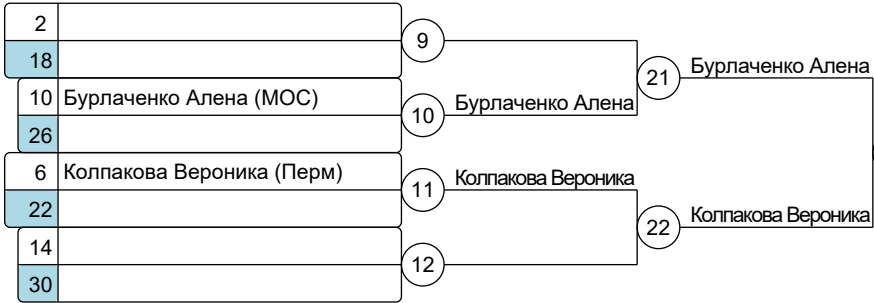 2
9
18
21 Бурлаченко Алена
10 Бурлаченко Алена (МОС)
10 Бурлаченко Алена
26
6 Колпакова Вероника (Перм)
11 Колпакова Вероника
22
22 Колпакова Вероника
14
12
30